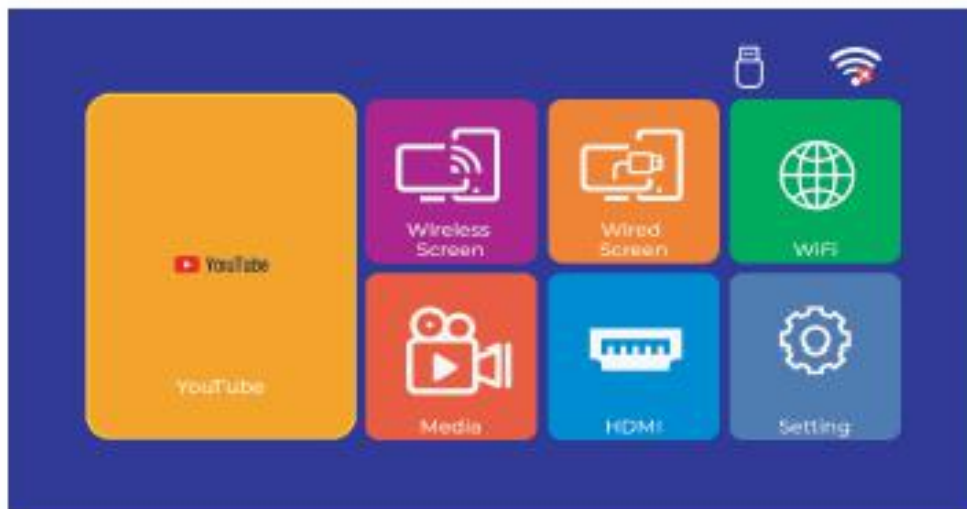 YouTube
YouTube
Wireless
Screen
Wired
Screen
WiFi
Media
HDMI
Setting